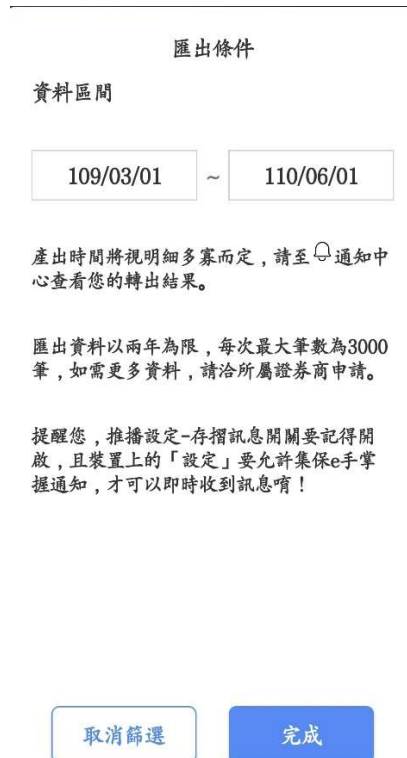 匯出條件
資料區間
109/03/01 ~ 110/06/01
產出時間將視明細多寡而定，請至通知中
心查看您的轉出結果。
匯出資料以兩年為限，每次最大筆數為3000
筆，如需更多資料，請洽所屬證券商申請。
提醒您，推播設定-存摺訊息開關要記得開
啟，且裝置上的「設定」要允許集保e手掌
握通知，才可以即時收到訊息唷！
取消篩選 完成